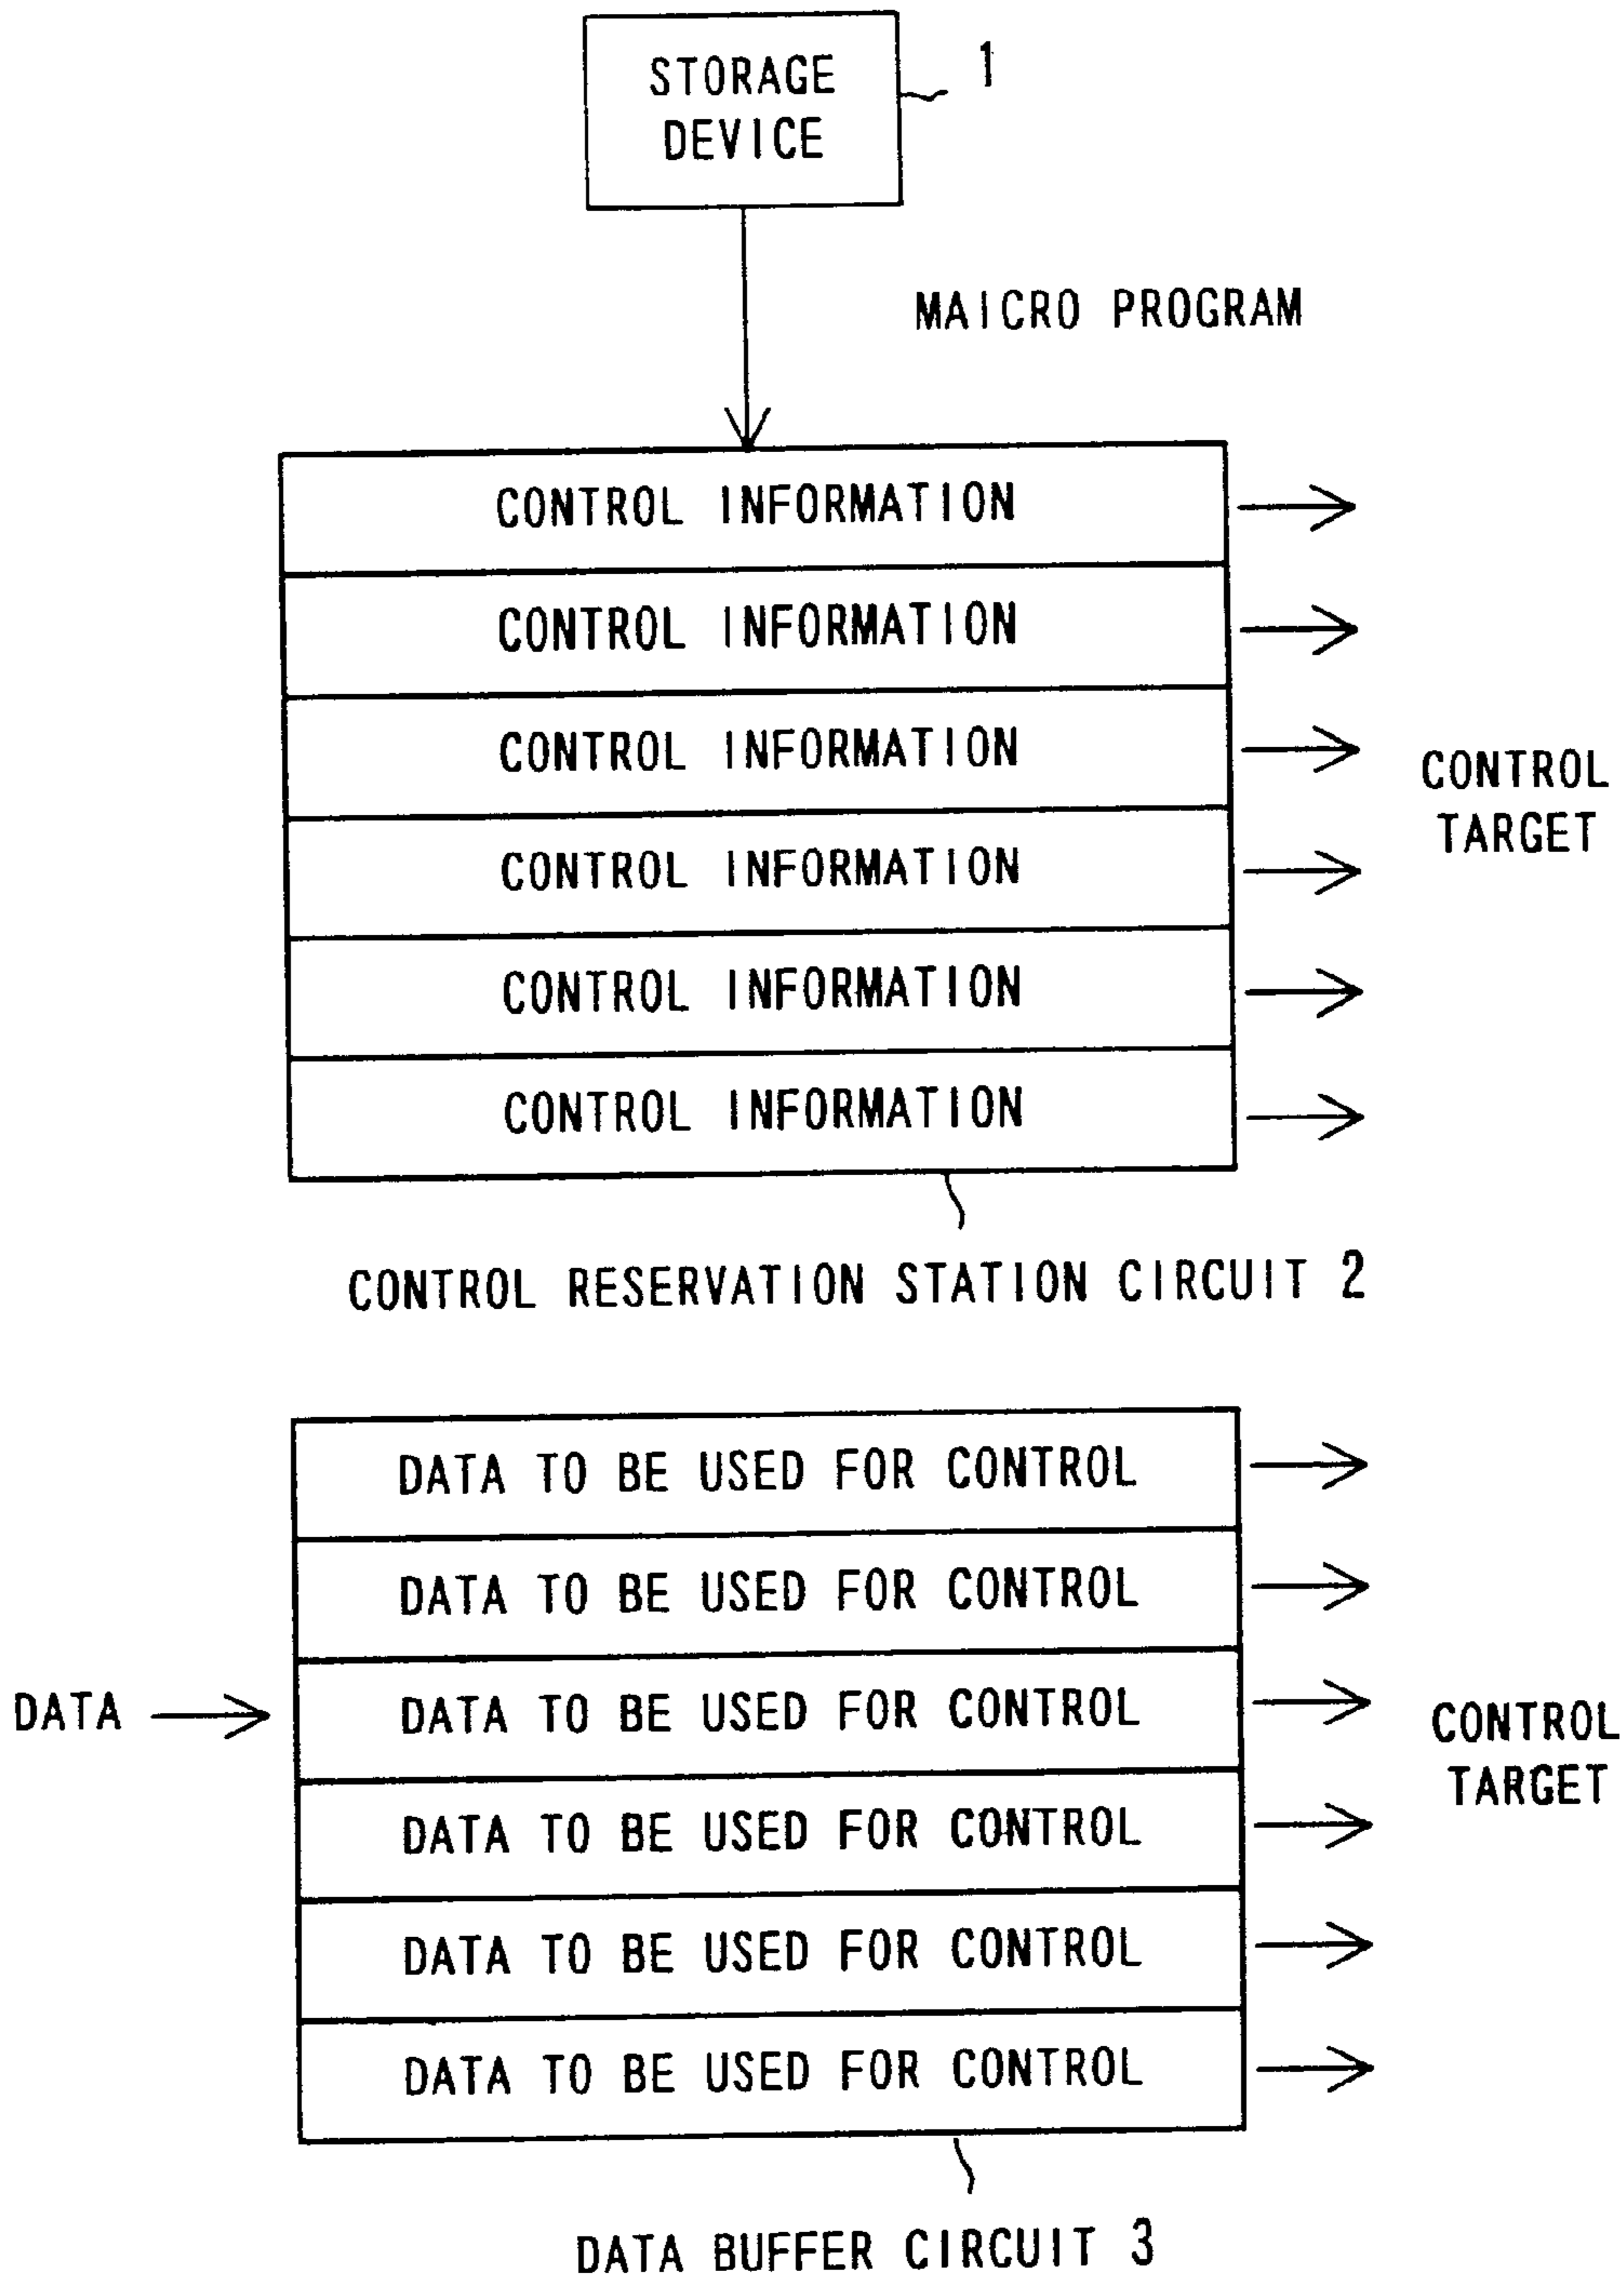 STORAGE
DEVICE
1
MAICRO PROGRAM
CONTROL INFORMATION
CONTROL INFORMATION
CONTROL INFORMATION
CONTROL INFORMATION
CONTROL INFORMATION
CONTROL INFORMATION
CONTROL
TARGET
CONTROL RESERVATION STATION CIRCUIT 2
DATA TO BE USED FOR CONTROL
DATA TO BE USED FOR CONTROL
DATA TO BE USED FOR CONTROL
DATA TO BE USED FOR CONTROL
DATA TO BE USED FOR CONTROL
DATA TO BE USED FOR CONTROL
DATA
CONTROL
TARGET
DATA BUFFER CIRCUIT 3